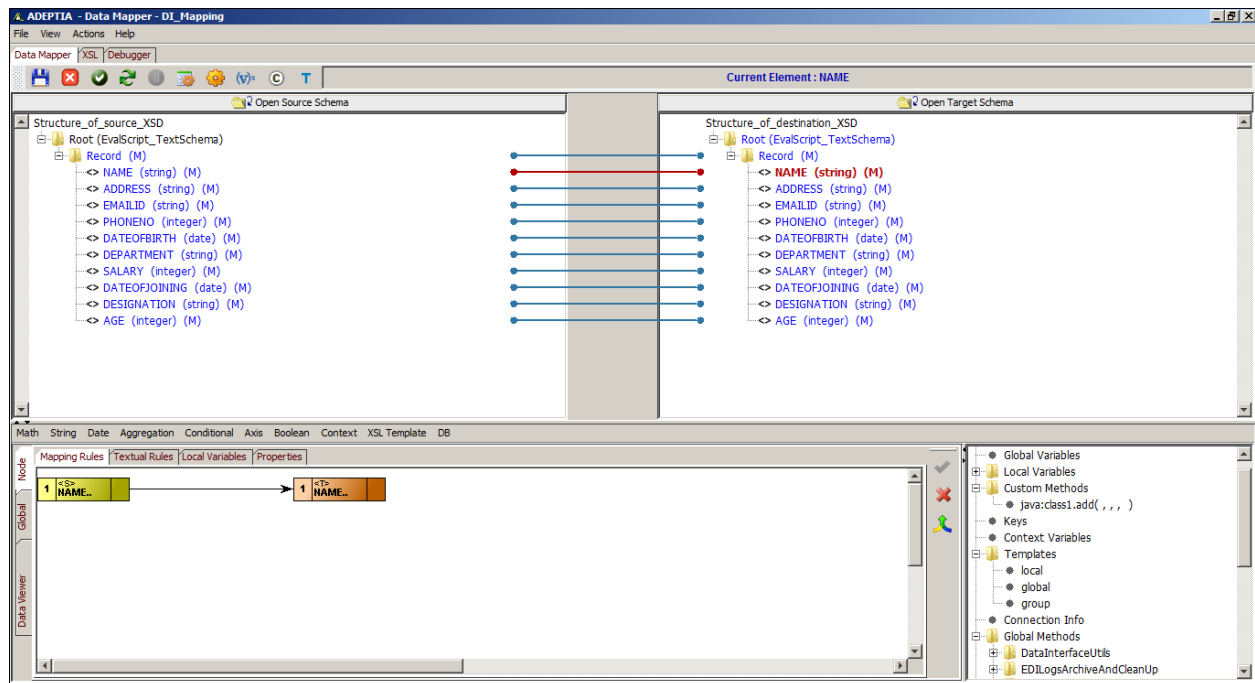 ADEPTIA - Data Mapper - DI_Mapping
File View Actions Help
Data Mapper XSL Debugger
(v)= C T Current Element : NAME
Open Source Schema
Open Target Schema
Structure_of_source_XSD
Root (EvalScript_TextSchema)
Record (M)
<> NAME (string) (M)
<> ADDRESS (string) (M)
<> EMAILID (string) (M)
<> PHONENO (integer) (M)
<> DATEOFBIRTH (date) (M)
<> DEPARTMENT (string) (M)
<> SALARY (integer) (M)
<> DATEOFJOINING (date) (M)
<> DESIGNATION (string) (M)
<> AGE (integer) (M)
Structure_of_destination_XSD
Root (EvalScript_TextSchema)
Record (M)
<> NAME (string) (M)
<> ADDRESS (string) (M)
<> EMAILID (string) (M)
<> PHONENO (integer) (M)
<> DATEOFBIRTH (date) (M)
<> DEPARTMENT (string) (M)
<> SALARY (integer) (M)
<> DATEOFJOINING (date) (M)
<> DESIGNATION (string) (M)
<> AGE (integer) (M)
Math String Date Aggregation Conditional Axis Boolean Context XSL Template DB
Node
Global
Data Viewer
Mapping Rules Textual Rules Local Variables Properties
1 <S> NAME..
1 <T> NAME..
Global Variables
Local Variables
Custom Methods
java:class1.add( , , , )
Keys
Context Variables
Templates
local
global
group
Connection Info
Global Methods
DataInterfaceUtils
EDILogsArchiveAndCleanUp